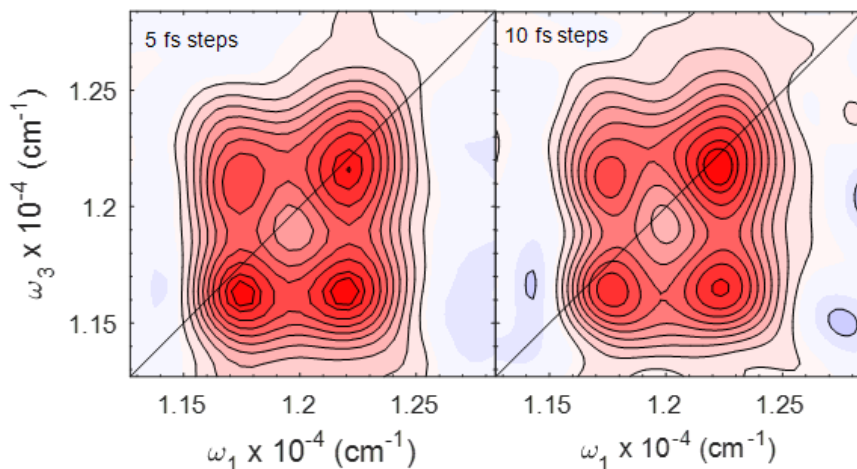 5 fs steps
10 fs steps
1.25
1.2
1.15
ω₃ x 10⁻⁴ (cm⁻¹)
1.15 1.2 1.25 1.15 1.2 1.25
ω₁ x 10⁻⁴ (cm⁻¹) ω₁ x 10⁻⁴ (cm⁻¹)